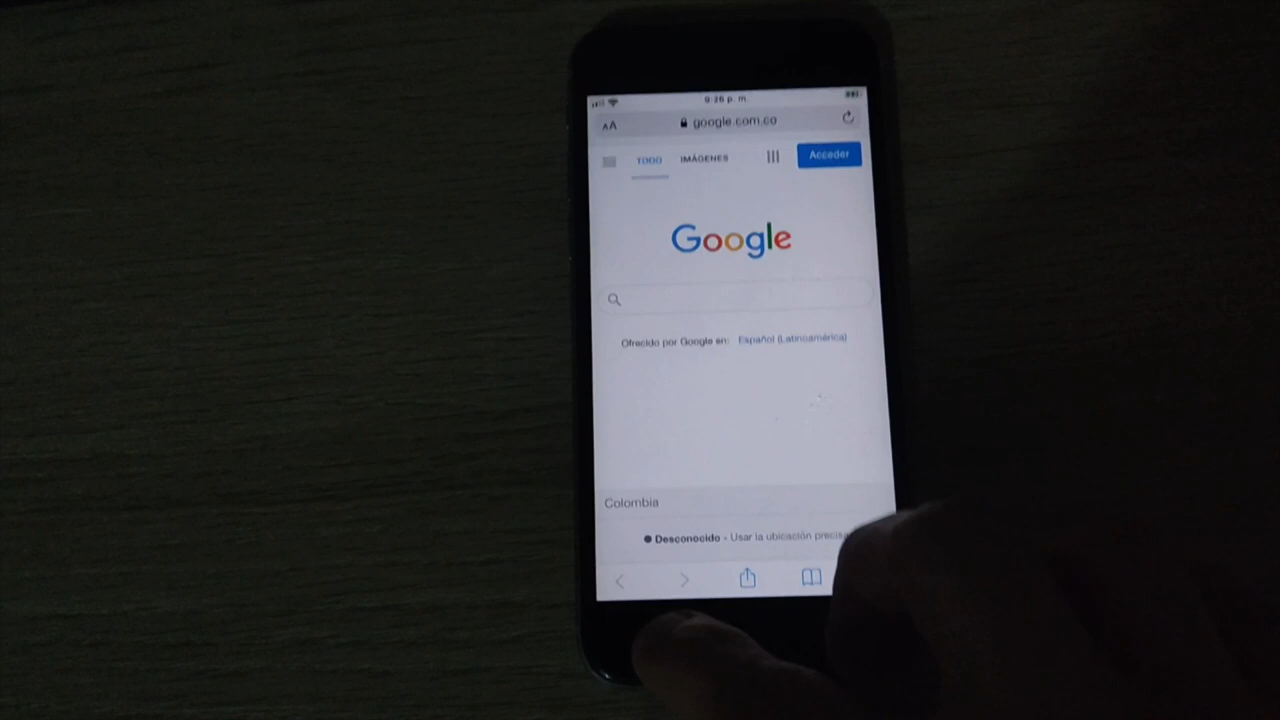 9:26 p. m.
AA google.com.co
TODO IMÁGENES Acceder
Google
Ofrecido por Google en: Español (Latinoamérica)
Colombia
Desconocido - Usar la ubicación precisa